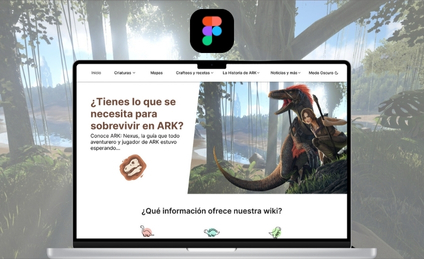 Inicio Criaturas Mapas Crafteos y recetas La Historia de ARK Noticias y más Modo Oscuro
¿Tienes lo que se
necesita para
sobrevivir en ARK?
Conoce ARK: Nexus, la guía que todo
aventurero y jugador de ARK estuvo
esperando...
¿Qué información ofrece nuestra wiki?